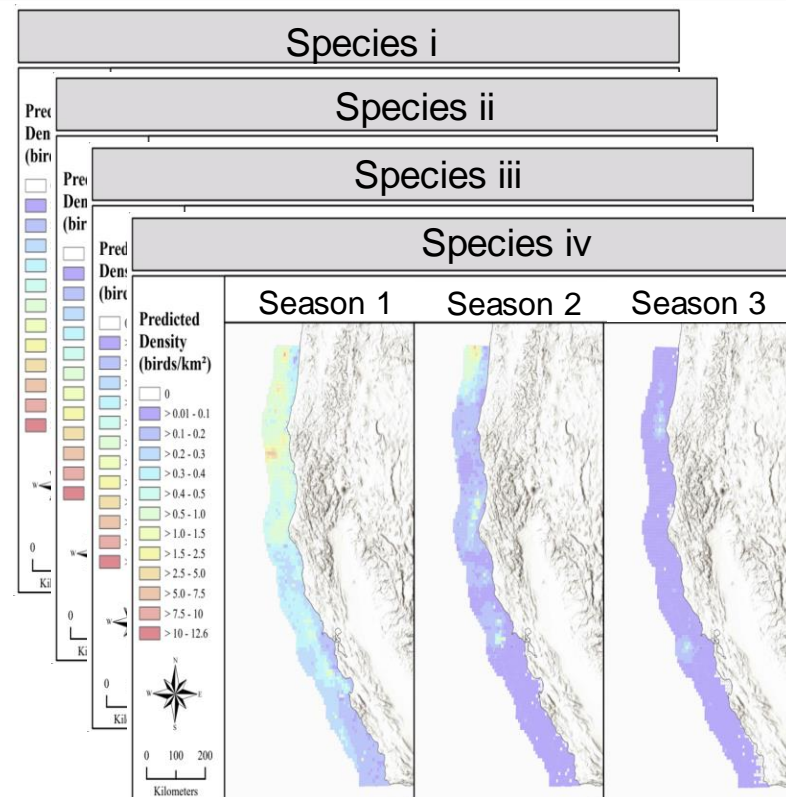 Species i
Species ii
Species iii
Species iv
Season 1
Season 2
Season 3
Predicted
Density
(birds/km²)
0
> 0.01 - 0.1
> 0.1 - 0.2
> 0.2 - 0.3
> 0.3 - 0.4
> 0.4 - 0.5
> 0.5 - 1.0
> 1.0 - 1.5
> 1.5 - 2.5
> 2.5 - 5.0
> 5.0 - 7.5
> 7.5 - 10
> 10 - 12.6
N
W
E
S
0 100 200
Kilometers